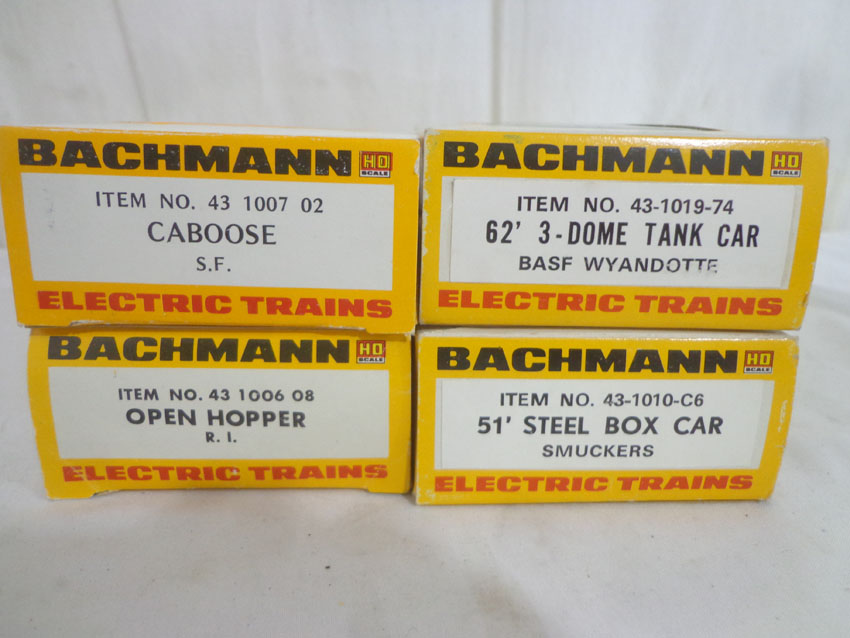 BACHMANN HO SCALE
ITEM NO. 43 1007 02
CABOOSE
S.F.
ELECTRIC TRAINS
BACHMANN HO SCALE
ITEM NO. 43-1019-74
62' 3-DOME TANK CAR
BASF WYANDOTTE
ELECTRIC TRAINS
BACHMANN HO SCALE
ITEM NO. 43 1006 08
OPEN HOPPER
R. I.
ELECTRIC TRAINS
BACHMANN HO SCALE
ITEM NO. 43-1010-C6
51' STEEL BOX CAR
SMUCKERS
ELECTRIC TRAINS